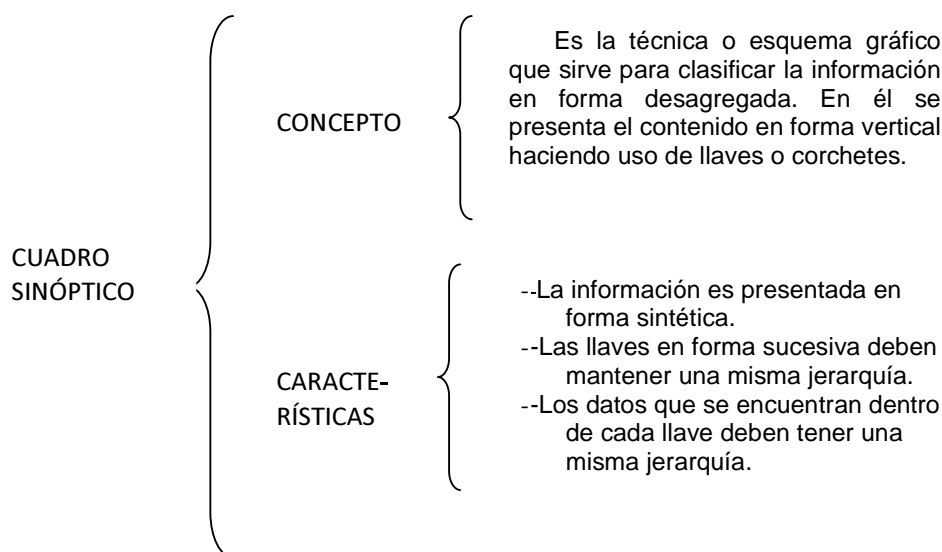 Es la técnica o esquema gráfico
que sirve para clasificar la información
en forma desagregada. En él se
presenta el contenido en forma vertical
haciendo uso de llaves o corchetes.
CONCEPTO
CUADRO
SINÓPTICO
--La información es presentada en
forma sintética.
--Las llaves en forma sucesiva deben
mantener una misma jerarquía.
--Los datos que se encuentran dentro
de cada llave deben tener una
misma jerarquía.
CARACTE-
RÍSTICAS